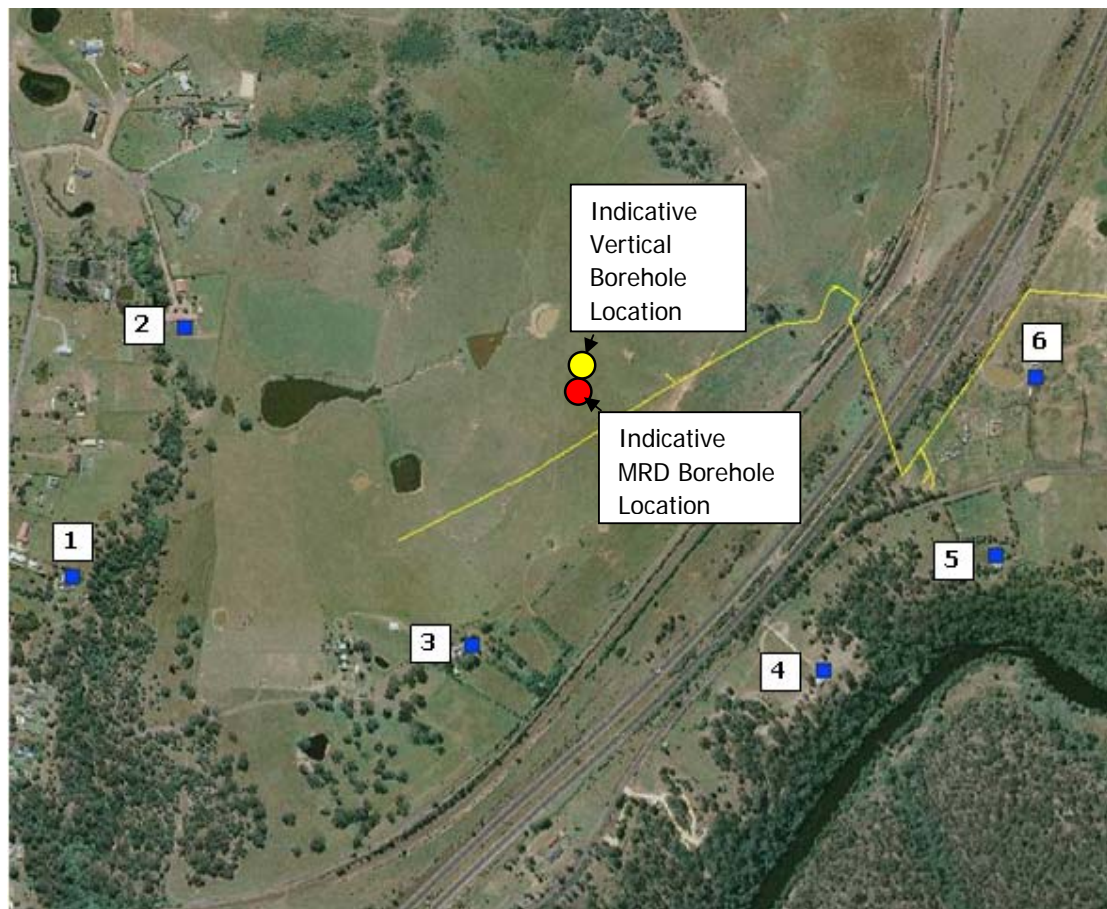 Indicative
Vertical
Borehole
Location
2
6
Indicative
MRD Borehole
Location
1
5
3
4